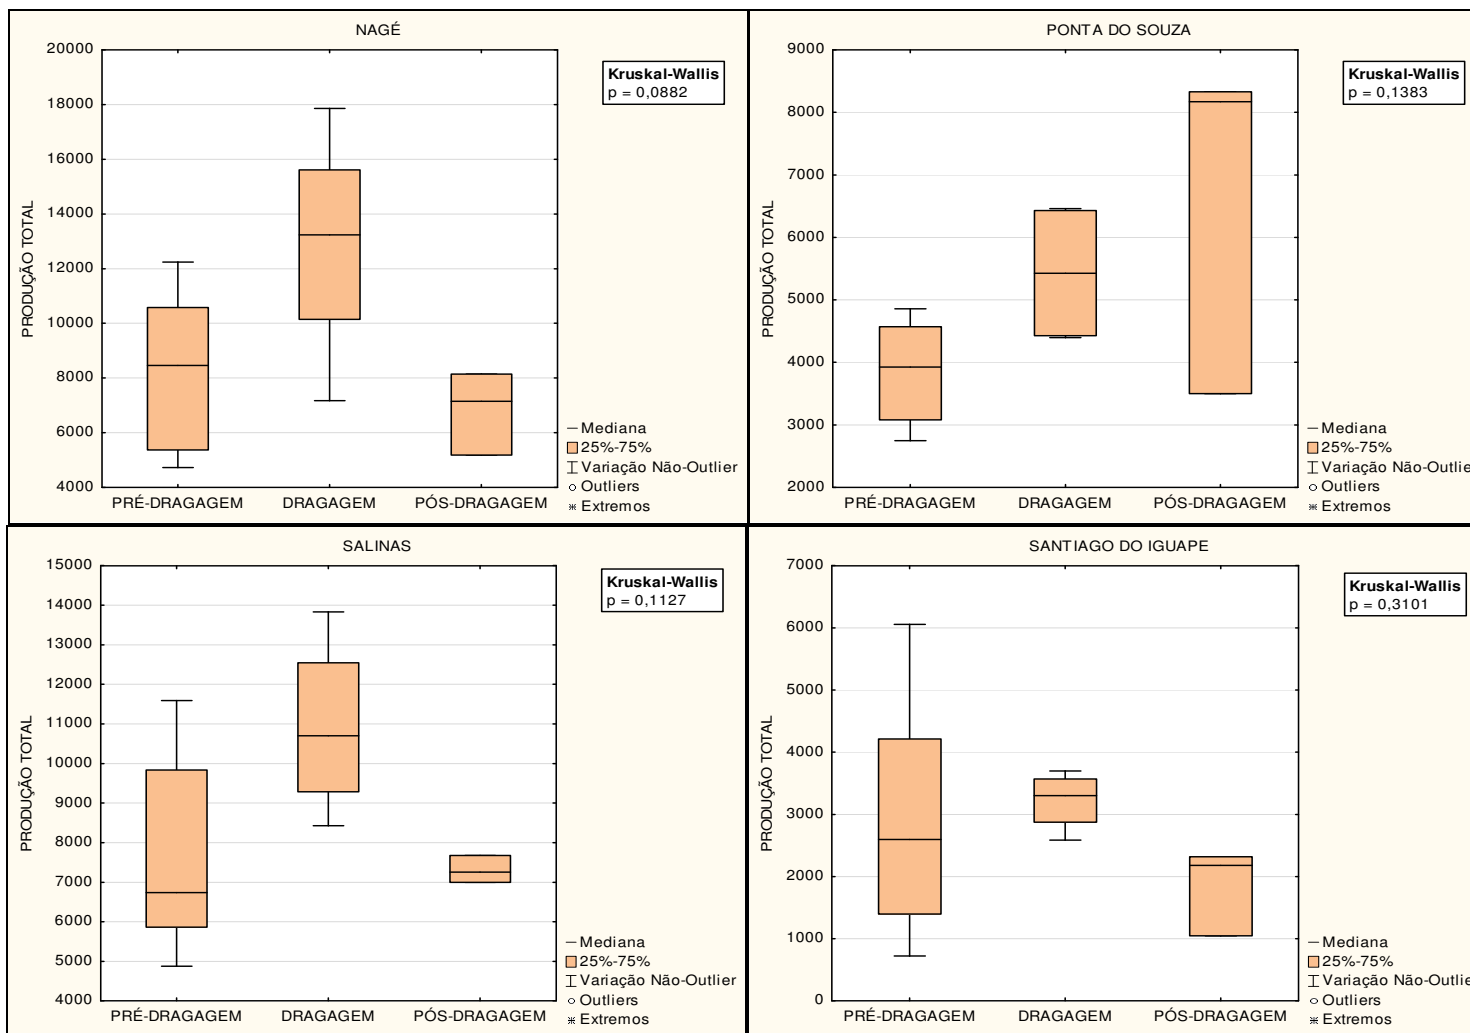 NAGÉ
20000
18000
16000
14000
12000
10000
8000
6000
4000
PRODUÇÃO TOTAL
PRÉ-DRAGAGEM DRAGAGEM PÓS-DRAGAGEM
Kruskal-Wallis
p = 0,0882
Mediana
25%-75%
Variação Não-Outlier
Outliers
Extremos
PONTA DO SOUZA
9000
8000
7000
6000
5000
4000
3000
2000
PRODUÇÃO TOTAL
PRÉ-DRAGAGEM DRAGAGEM PÓS-DRAGAGEM
Kruskal-Wallis
p = 0,1383
Mediana
25%-75%
Variação Não-Outlie
Outliers
Extremos
SALINAS
15000
14000
13000
12000
11000
10000
9000
8000
7000
6000
5000
4000
PRODUÇÃO TOTAL
PRÉ-DRAGAGEM DRAGAGEM PÓS-DRAGAGEM
Kruskal-Wallis
p = 0,1127
Mediana
25%-75%
Variação Não-Outlier
Outliers
Extremos
SANTIAGO DO IGUAPE
7000
6000
5000
4000
3000
2000
1000
0
PRODUÇÃO TOTAL
PRÉ-DRAGAGEM DRAGAGEM PÓS-DRAGAGEM
Kruskal-Wallis
p = 0,3101
Mediana
25%-75%
Variação Não-Outlie
Outliers
Extremos